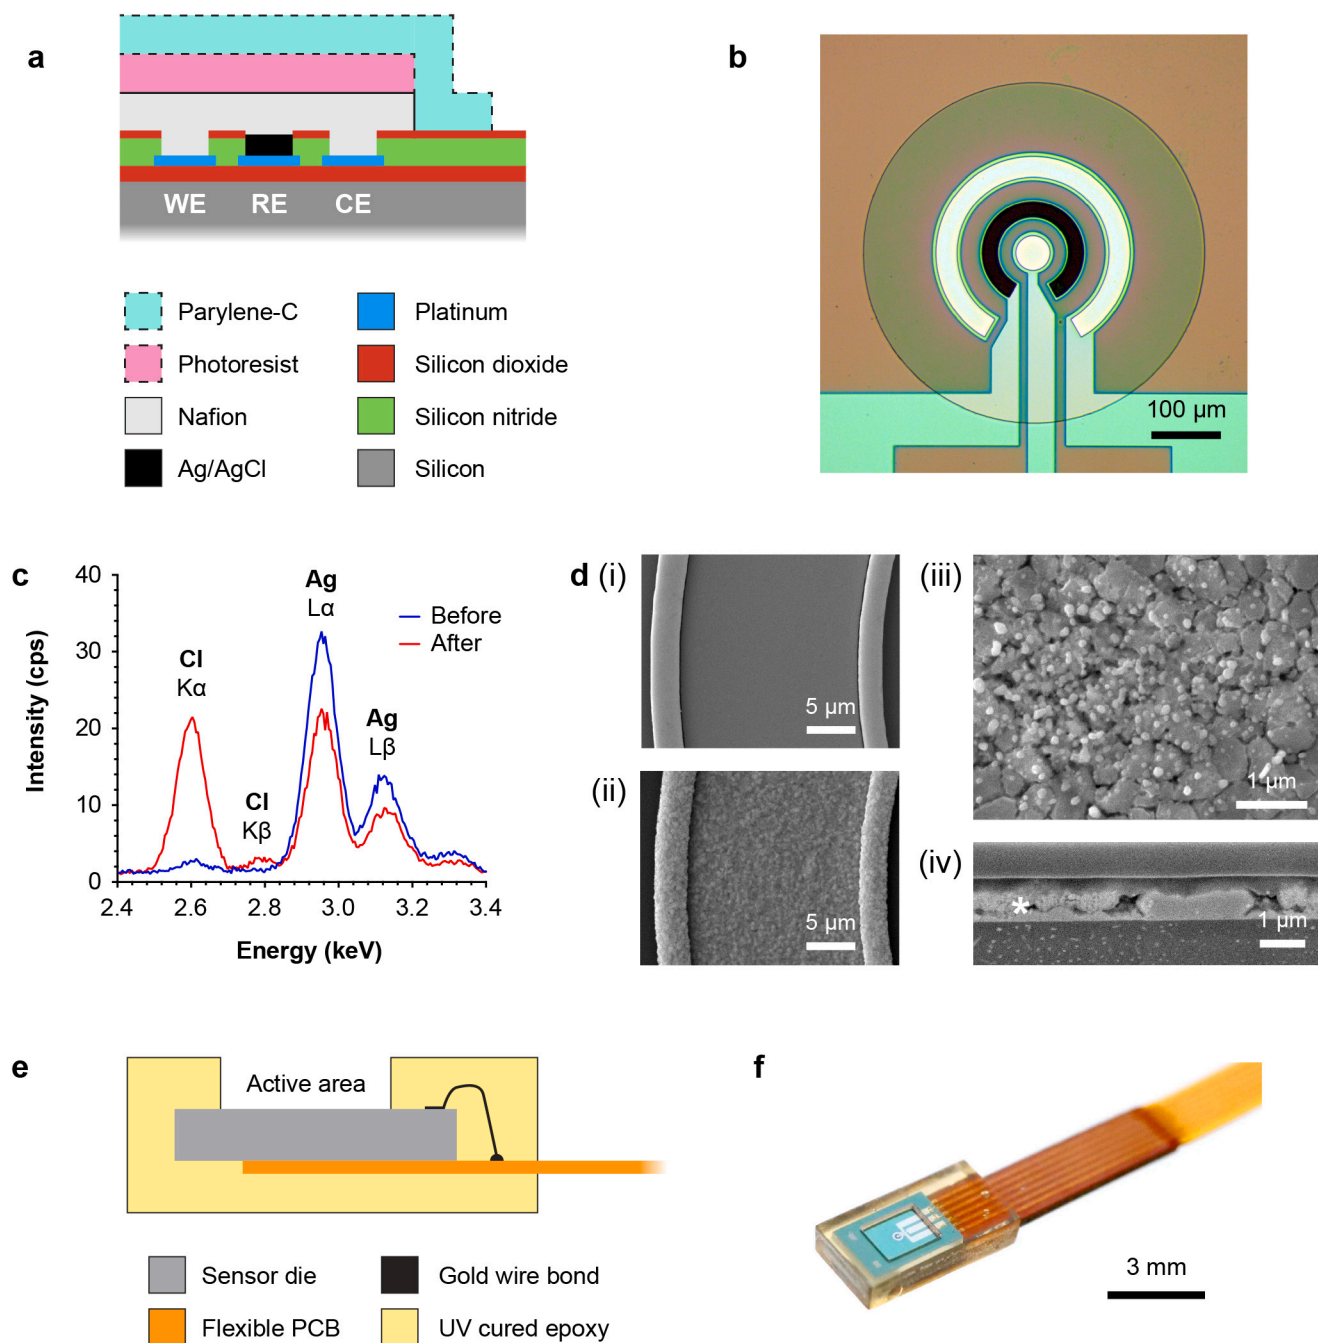 a
WE RE CE
Parylene-C
Photoresist
Nafion
Ag/AgCl
Platinum
Silicon dioxide
Silicon nitride
Silicon
b
100 µm
c
Intensity (cps)
40
30
20
10
0
2.4 2.6 2.8 3.0 3.2 3.4
Energy (keV)
Cl
Kα
Cl
Kβ
Ag
Lα
Ag
Lβ
Before
After
d (i)
5 µm
(ii)
5 µm
(iii)
1 µm
(iv)
*
1 µm
e
Active area
Sensor die
Flexible PCB
Gold wire bond
UV cured epoxy
f
3 mm